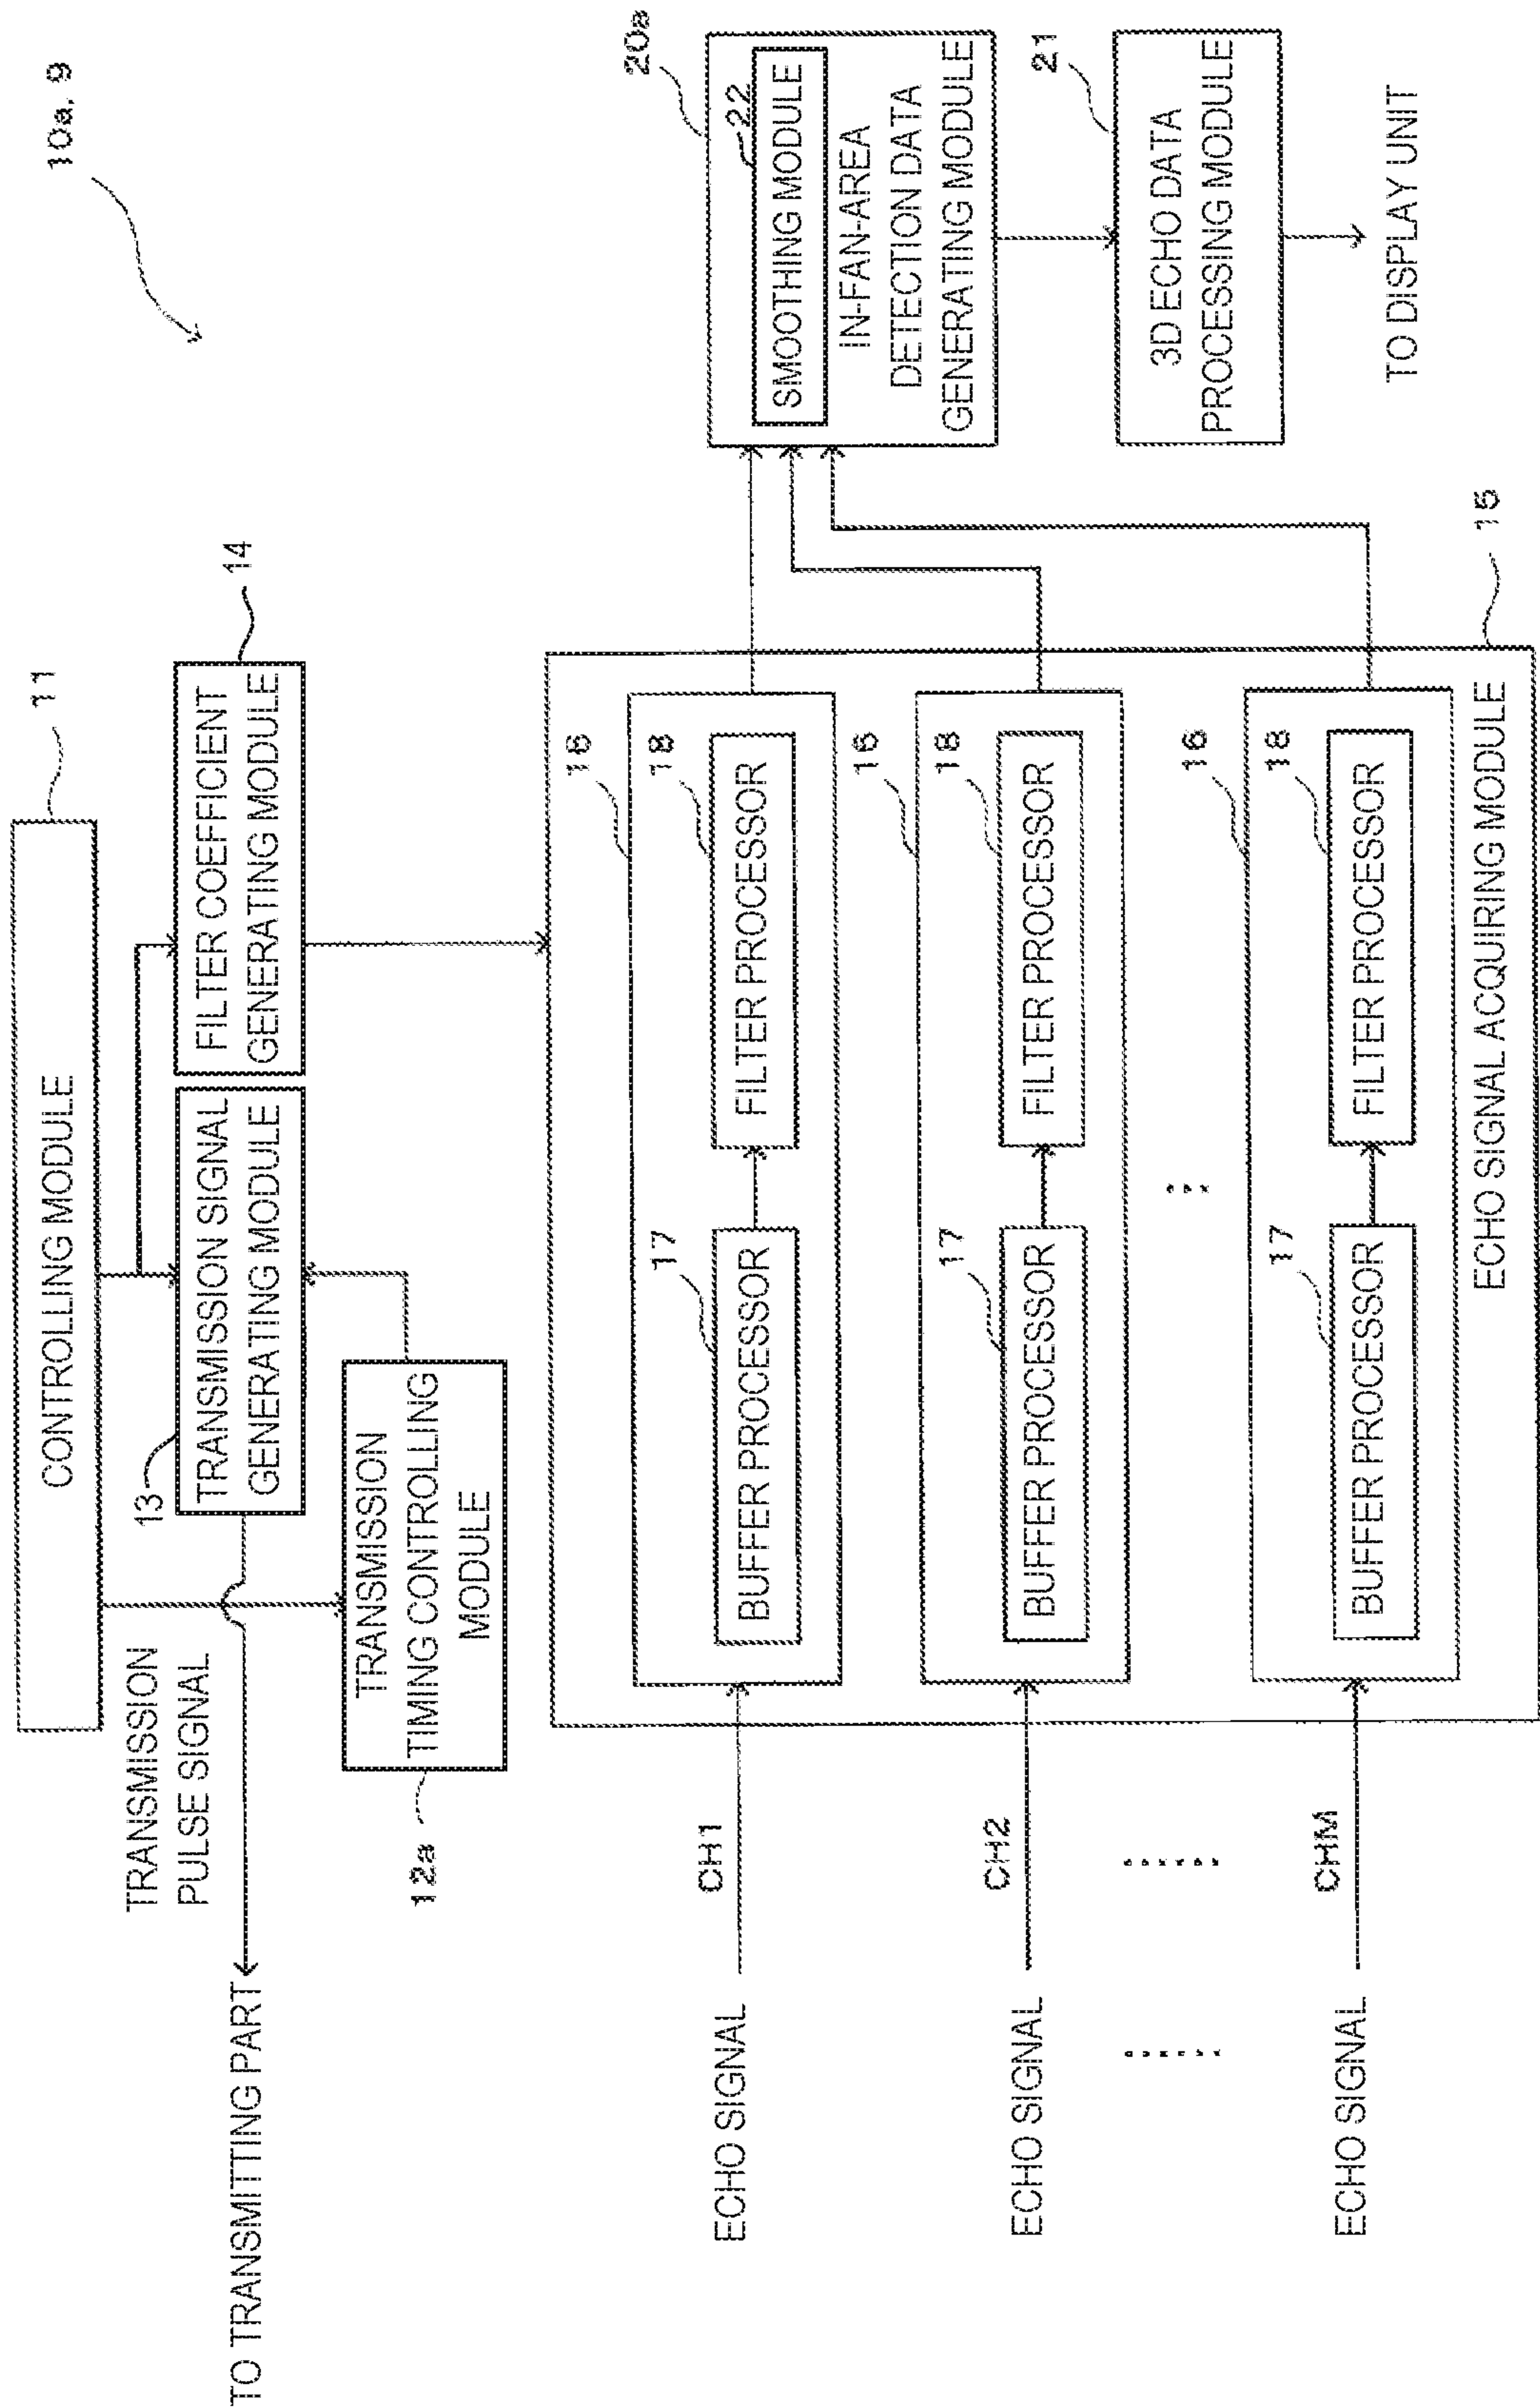 10a, 9
CONTROLLING MODULE
11
TRANSMISSION
PULSE SIGNAL
TO TRANSMITTING PART
13
TRANSMISSION SIGNAL
GENERATING MODULE
FILTER COEFFICIENT
GENERATING MODULE
14
TRANSMISSION
TIMING CONTROLLING
MODULE
12a
ECHO SIGNAL
CH1
16
17
BUFFER PROCESSOR
18
FILTER PROCESSOR
ECHO SIGNAL
CH2
16
17
BUFFER PROCESSOR
18
FILTER PROCESSOR
ECHO SIGNAL
CHM
16
17
BUFFER PROCESSOR
18
FILTER PROCESSOR
ECHO SIGNAL ACQUIRING MODULE
15
20a
22
SMOOTHING MODULE
IN-FAN-AREA
DETECTION DATA
GENERATING MODULE
21
3D ECHO DATA
PROCESSING MODULE
TO DISPLAY UNIT